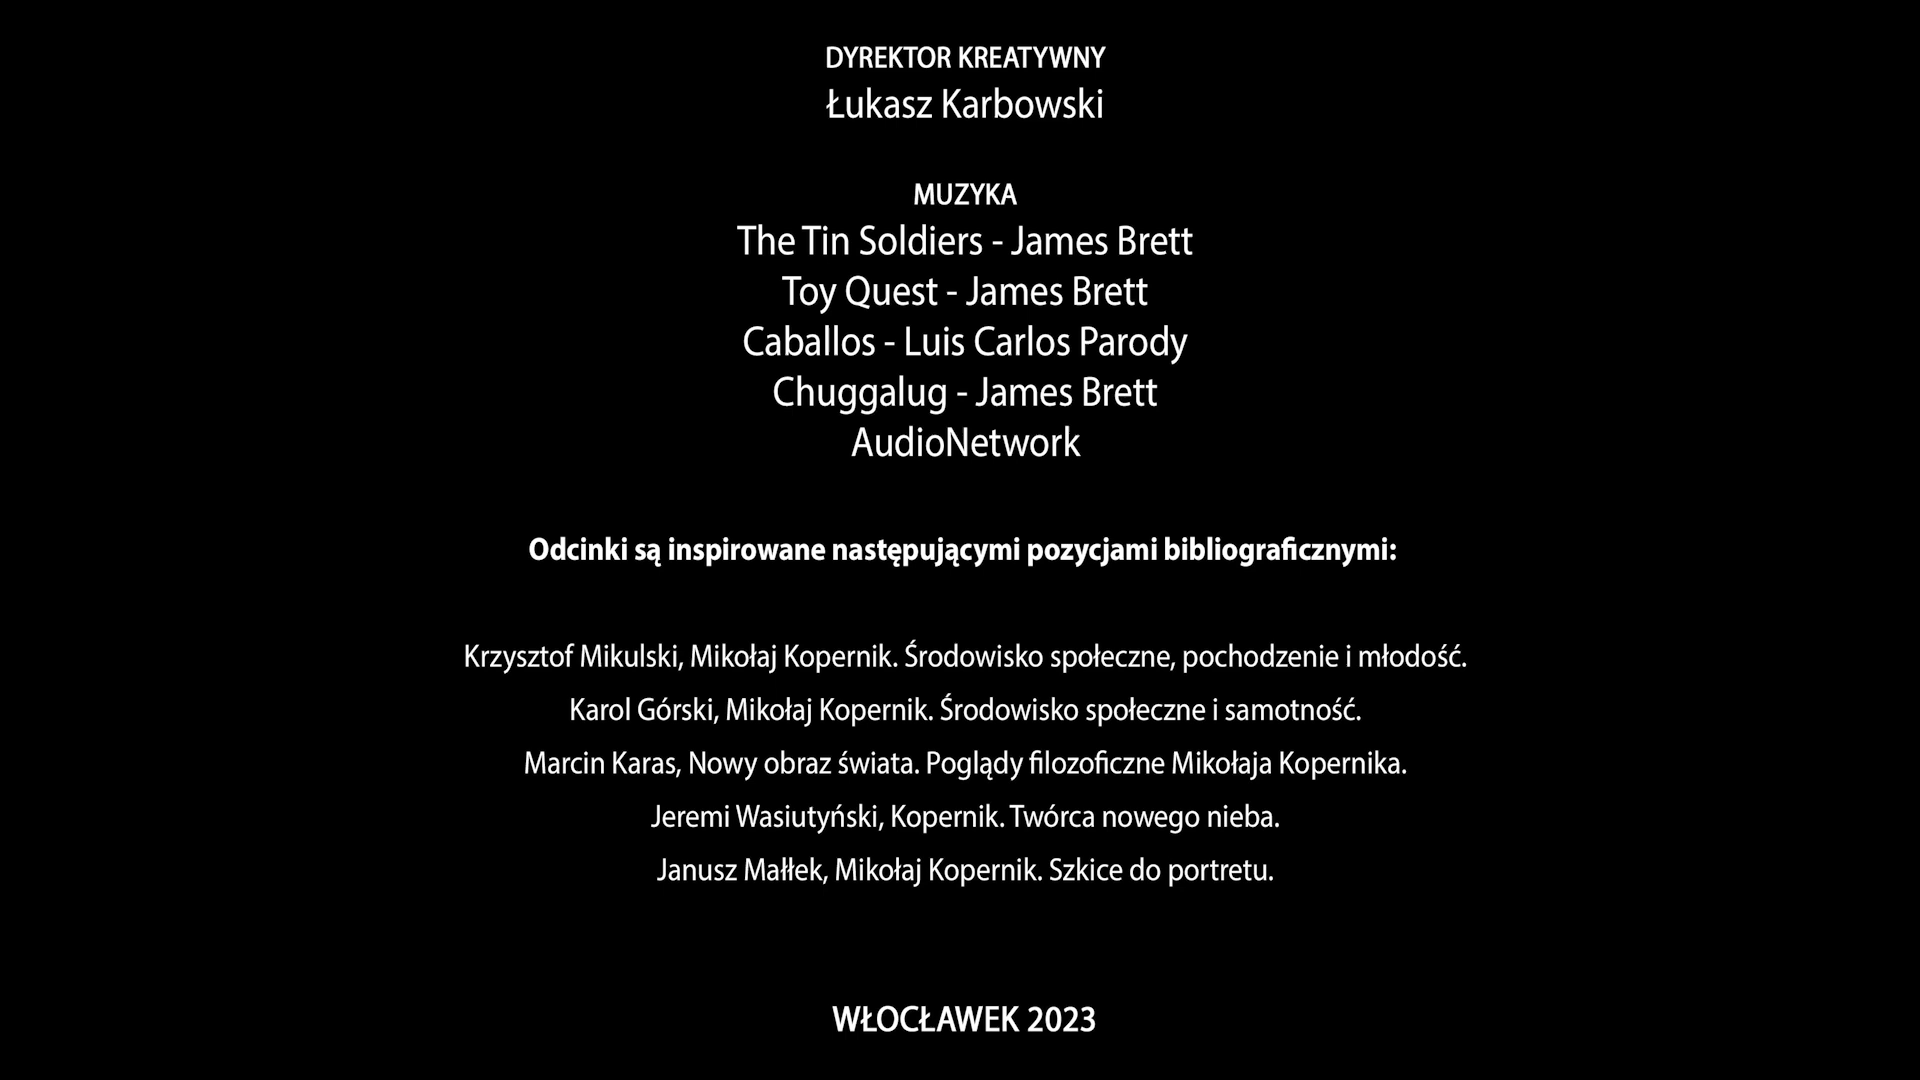 DYREKTOR KREATYWNY
Łukasz Karbowski
MUZYKA
The Tin Soldiers - James Brett
Toy Quest - James Brett
Caballos - Luis Carlos Parody
Chuggalug - James Brett
AudioNetwork
Odcinki są inspirowane następującymi pozycjami bibliograficznymi:
Krzysztof Mikulski, Mikołaj Kopernik. Środowisko społeczne, pochodzenie i młodość.
Karol Górski, Mikołaj Kopernik. Środowisko społeczne i samotność.
Marcin Karas, Nowy obraz świata. Poglądy filozoficzne Mikołaja Kopernika.
Jeremi Wasiutyński, Kopernik. Twórca nowego nieba.
Janusz Małłek, Mikołaj Kopernik. Szkice do portretu.
WŁOCŁAWEK 2023